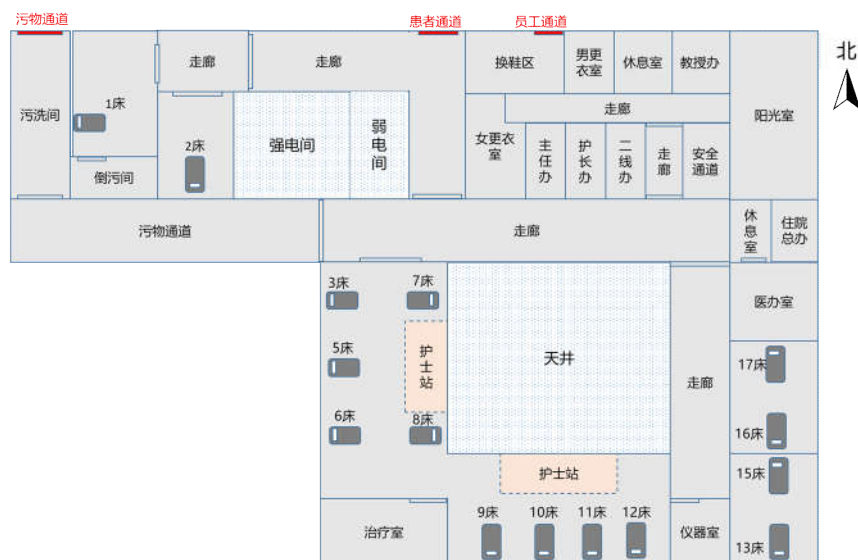 污物通道
患者通道
员工通道
北
污洗间
1床
走廊
走廊
换鞋区
男更
衣室
休息室
教授办
阳光室
走廊
2床
强电间
弱
电
间
女更衣
室
主
任
办
护
长
办
二
线
办
走
廊
安全
通道
倒污间
污物通道
走廊
休
息
室
住院
总办
3床
7床
医办室
5床
护
士
站
天井
走廊
17床
6床
8床
16床
护士站
15床
治疗室
9床
10床
11床
12床
仪器室
13床